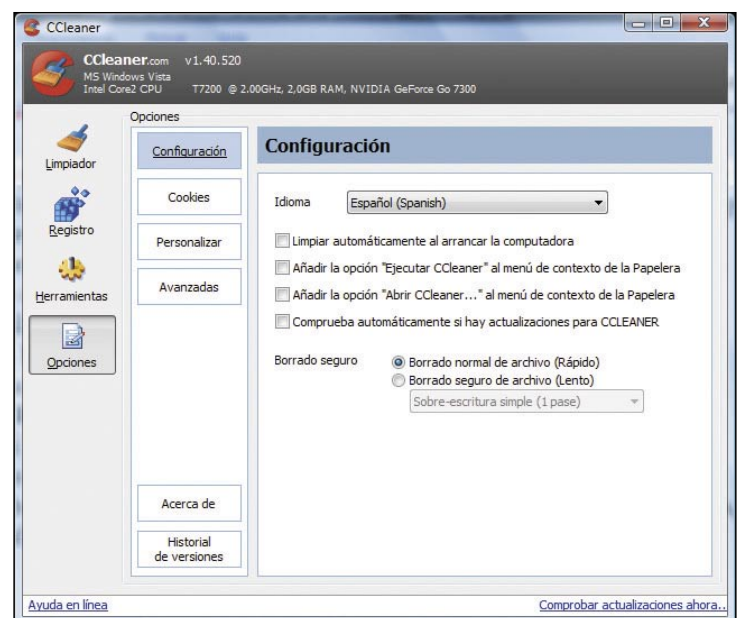 CCleaner
CCleaner.com v1.40.520
MS Windows Vista
Intel Core2 CPU T7200 @ 2.00GHz, 2,0GB RAM, NVIDIA GeForce Go 7300
Limpiador
Registro
Herramientas
Opciones
Opciones
Configuración
Cookies
Personalizar
Avanzadas
Acerca de
Historial
de versiones
Configuración
Idioma Español (Spanish)
Limpiar automáticamente al arrancar la computadora
Añadir la opción "Ejecutar CCleaner" al menú de contexto de la Papelera
Añadir la opción "Abrir CCleaner..." al menú de contexto de la Papelera
Comprueba automáticamente si hay actualizaciones para CCLEANER
Borrado seguro
Borrado normal de archivo (Rápido)
Borrado seguro de archivo (Lento)
Sobre-escritura simple (1 pase)
Ayuda en línea
Comprobar actualizaciones ahora..